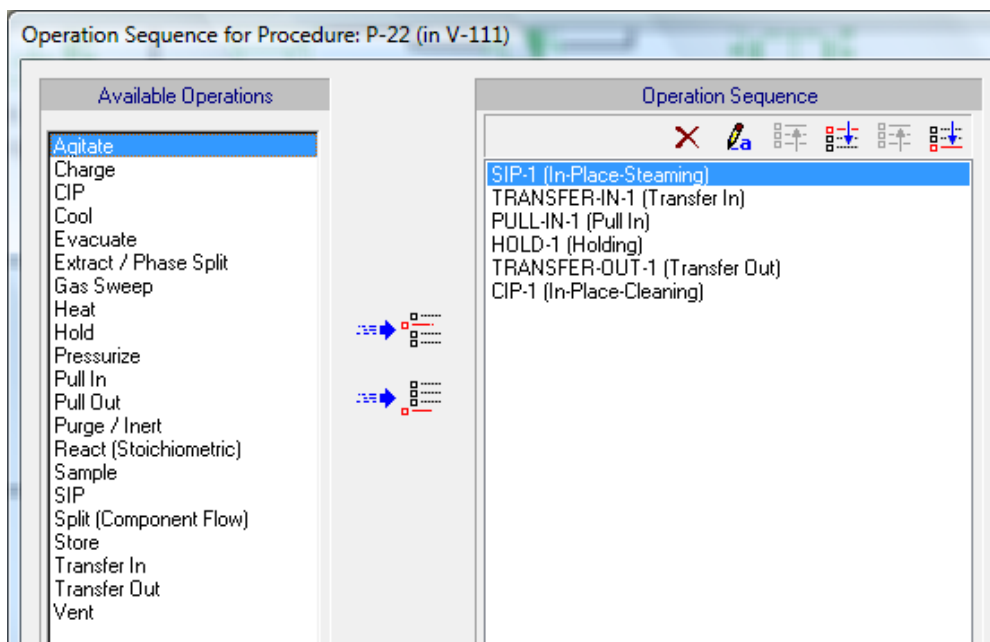 Operation Sequence for Procedure: P-22 (in V-111)
Available Operations
Agitate
Charge
CIP
Cool
Evacuate
Extract / Phase Split
Gas Sweep
Heat
Hold
Pressurize
Pull In
Pull Out
Purge / Inert
React (Stoichiometric)
Sample
SIP
Split (Component Flow)
Store
Transfer In
Transfer Out
Vent
Operation Sequence
a
SIP-1 (In-Place-Steaming)
TRANSFER-IN-1 (Transfer In)
PULL-IN-1 (Pull In)
HOLD-1 (Holding)
TRANSFER-OUT-1 (Transfer Out)
CIP-1 (In-Place-Cleaning)